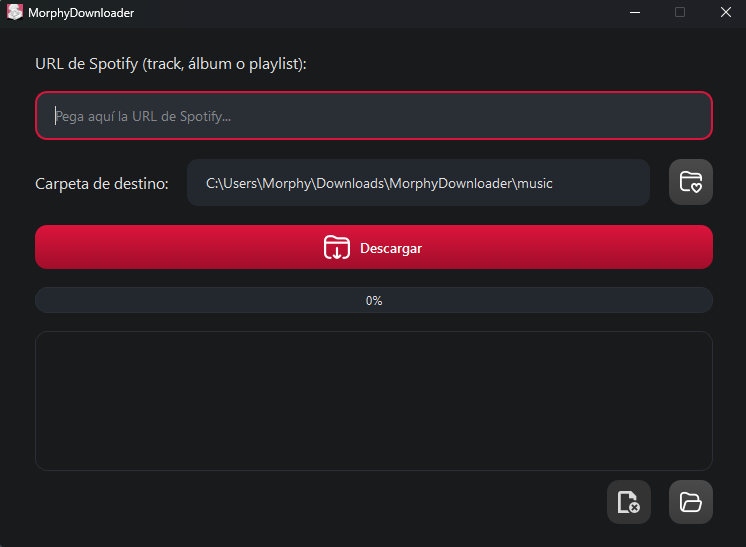 MorphyDownloader
URL de Spotify (track, álbum o playlist):
Pega aquí la URL de Spotify...
Carpeta de destino:
C:\Users\Morphy\Downloads\MorphyDownloader\music
Descargar
0%